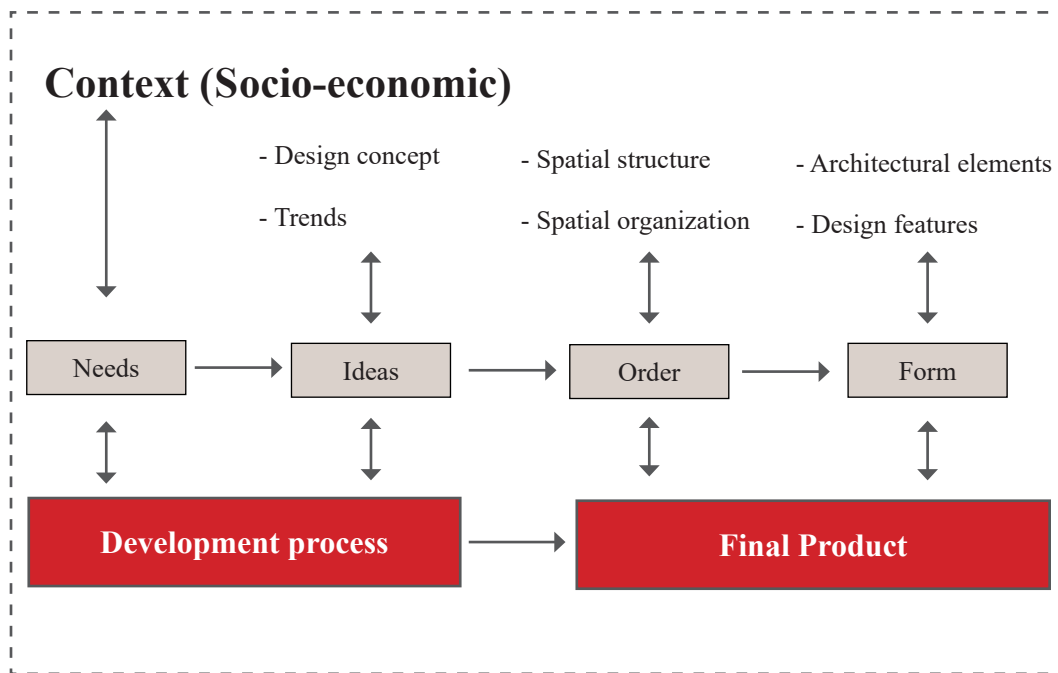 Context (Socio-economic)
- Design concept
- Trends
- Spatial structure
- Spatial organization
- Architectural elements
- Design features
Needs
Ideas
Order
Form
Development process
Final Product